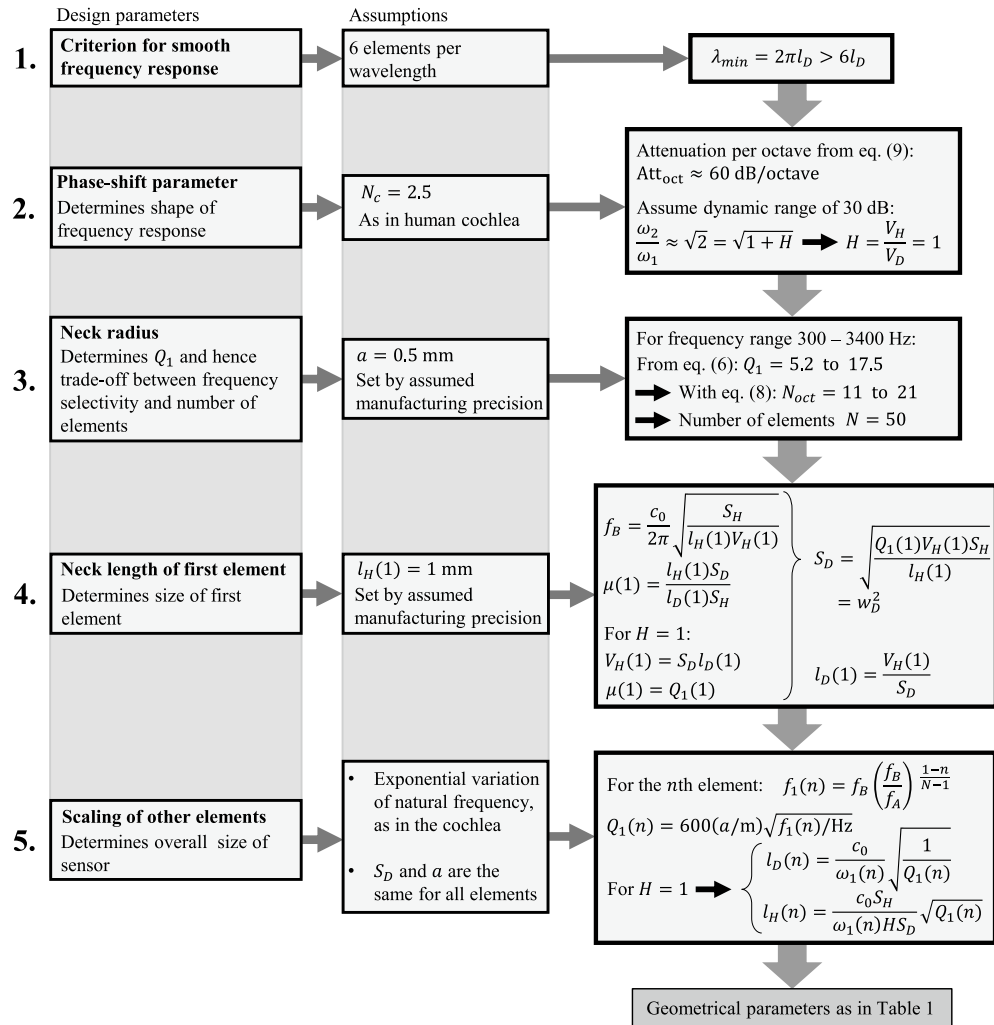 Design parameters
Assumptions
1.
Criterion for smooth
frequency response
6 elements per
wavelength
λ_min = 2πl_D > 6l_D
2.
Phase-shift parameter
Determines shape of
frequency response
N_c = 2.5
As in human cochlea
Attenuation per octave from eq. (9):
Att_oct ≈ 60 dB/octave
Assume dynamic range of 30 dB:
ω_2/ω_1 ≈ √2 = √(1 + H) ➡ H = V_H/V_D = 1
3.
Neck radius
Determines Q_1 and hence
trade-off between frequency
selectivity and number of
elements
a = 0.5 mm
Set by assumed
manufacturing precision
For frequency range 300 – 3400 Hz:
From eq. (6): Q_1 = 5.2 to 17.5
➡ With eq. (8): N_oct = 11 to 21
➡ Number of elements N = 50
4.
Neck length of first element
Determines size of first
element
l_H(1) = 1 mm
Set by assumed
manufacturing precision
f_B = c_0/2π √(S_H/(l_H(1)V_H(1)))
μ(1) = l_H(1)S_D/(l_D(1)S_H)
For H = 1:
V_H(1) = S_D l_D(1)
μ(1) = Q_1(1)
S_D = √(Q_1(1)V_H(1)S_H/l_H(1))
= w_D^2
l_D(1) = V_H(1)/S_D
5.
Scaling of other elements
Determines overall size of
sensor
• Exponential variation
of natural frequency,
as in the cochlea
• S_D and a are the
same for all elements
For the nth element: f_1(n) = f_B (f_B/f_A)^((1−n)/(N−1))
Q_1(n) = 600(a/m)√(f_1(n)/Hz)
For H = 1 ➡
l_D(n) = c_0/ω_1(n) √(1/Q_1(n))
l_H(n) = c_0 S_H/(ω_1(n)HS_D) √(Q_1(n))
Geometrical parameters as in Table 1